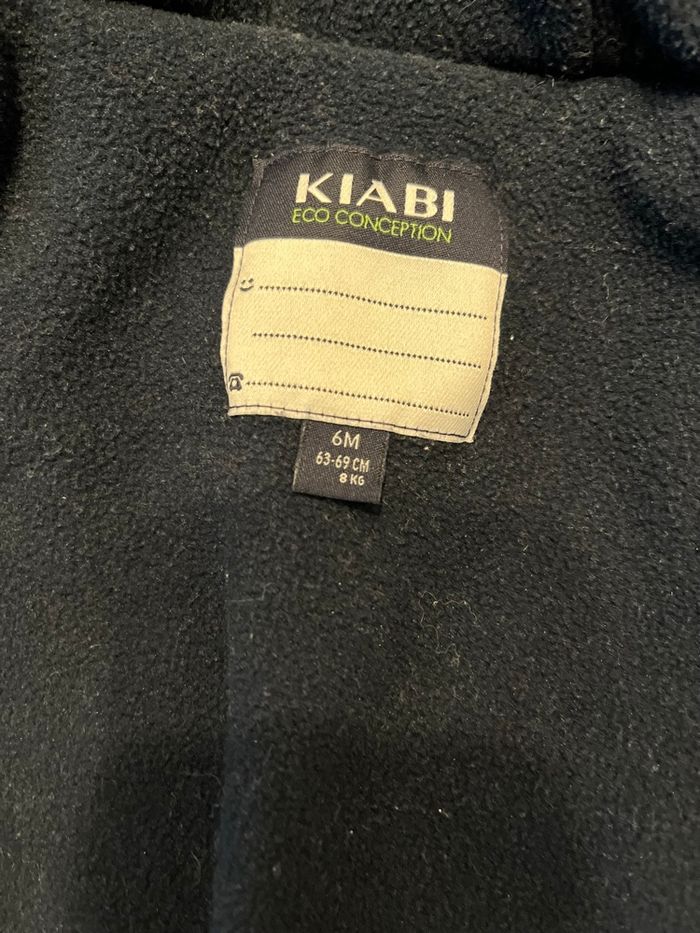 KIABI
ECO CONCEPTION
6M
63-69 CM
8 KG